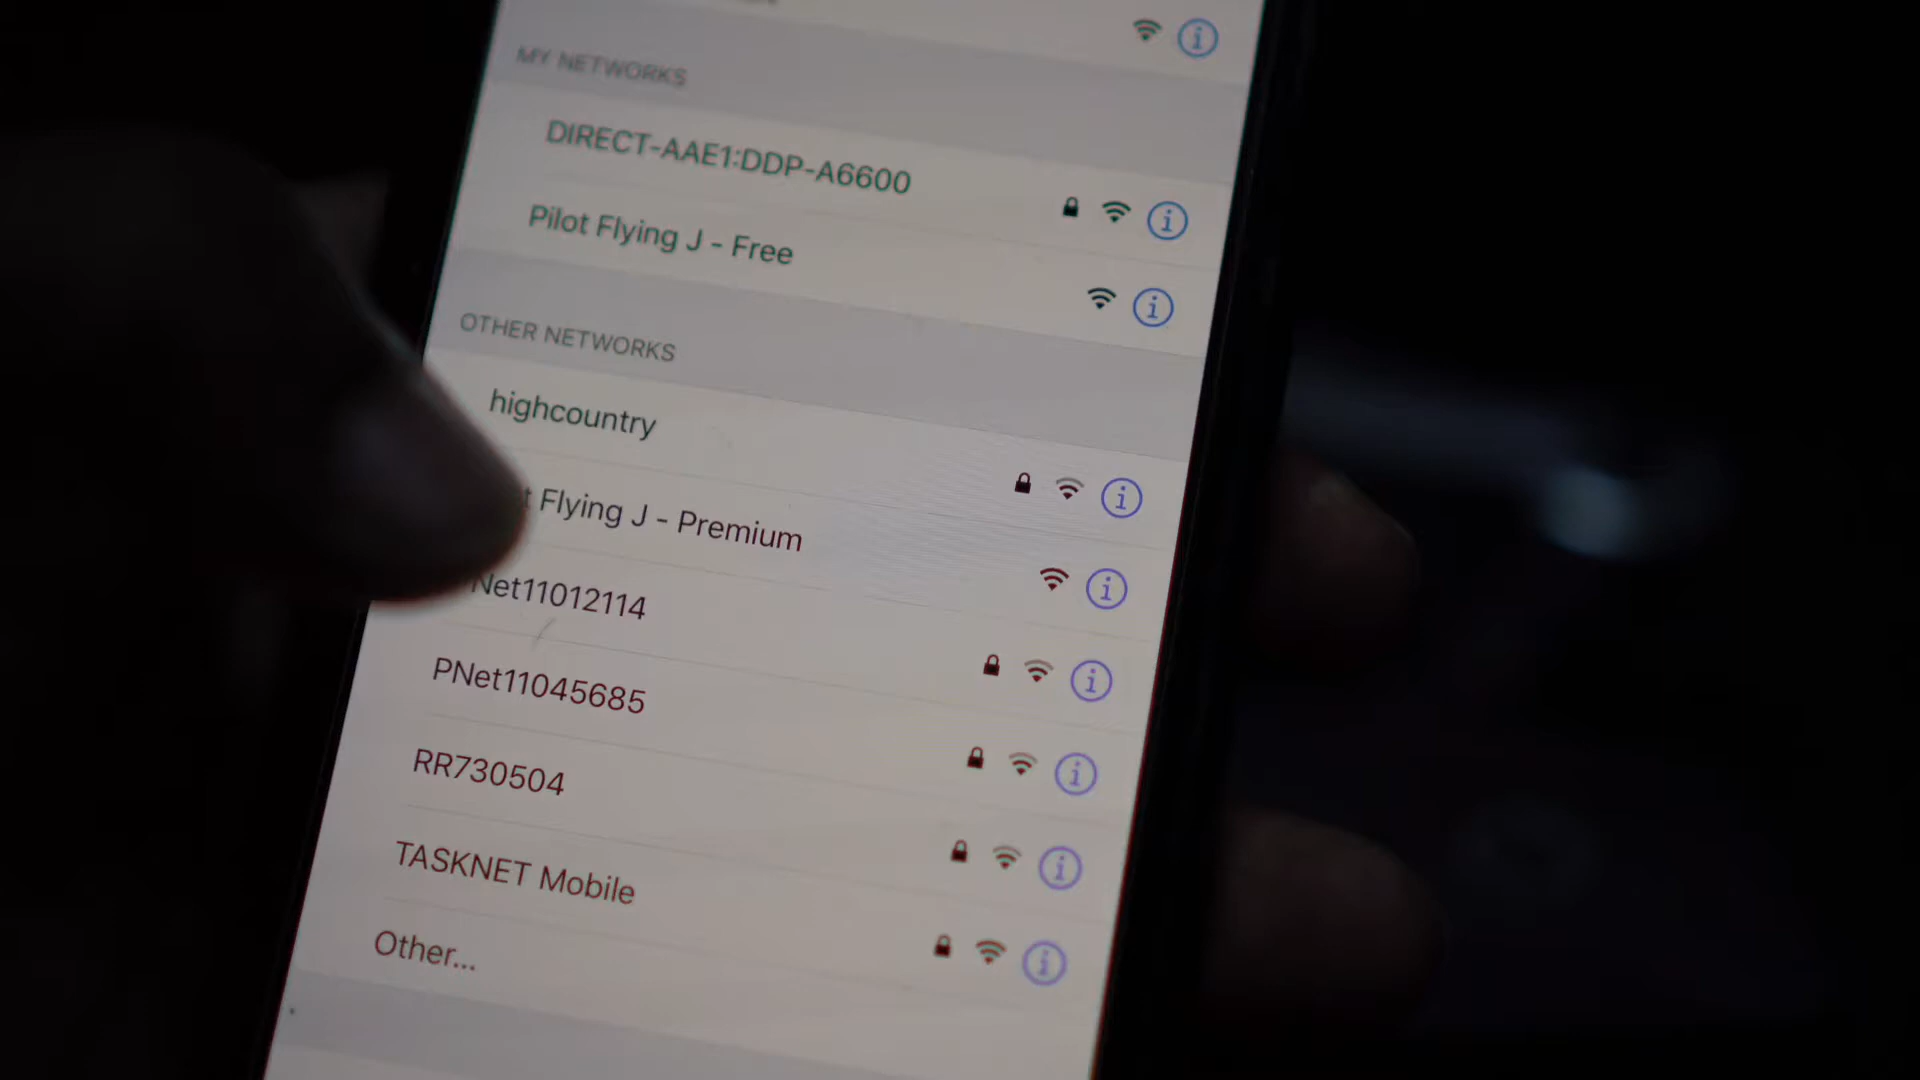 MY NETWORKS
DIRECT-AAE1:DDP-A6600
Pilot Flying J - Free
OTHER NETWORKS
highcountry
Flying J - Premium
Net11012114
PNet11045685
RR730504
TASKNET Mobile
Other...